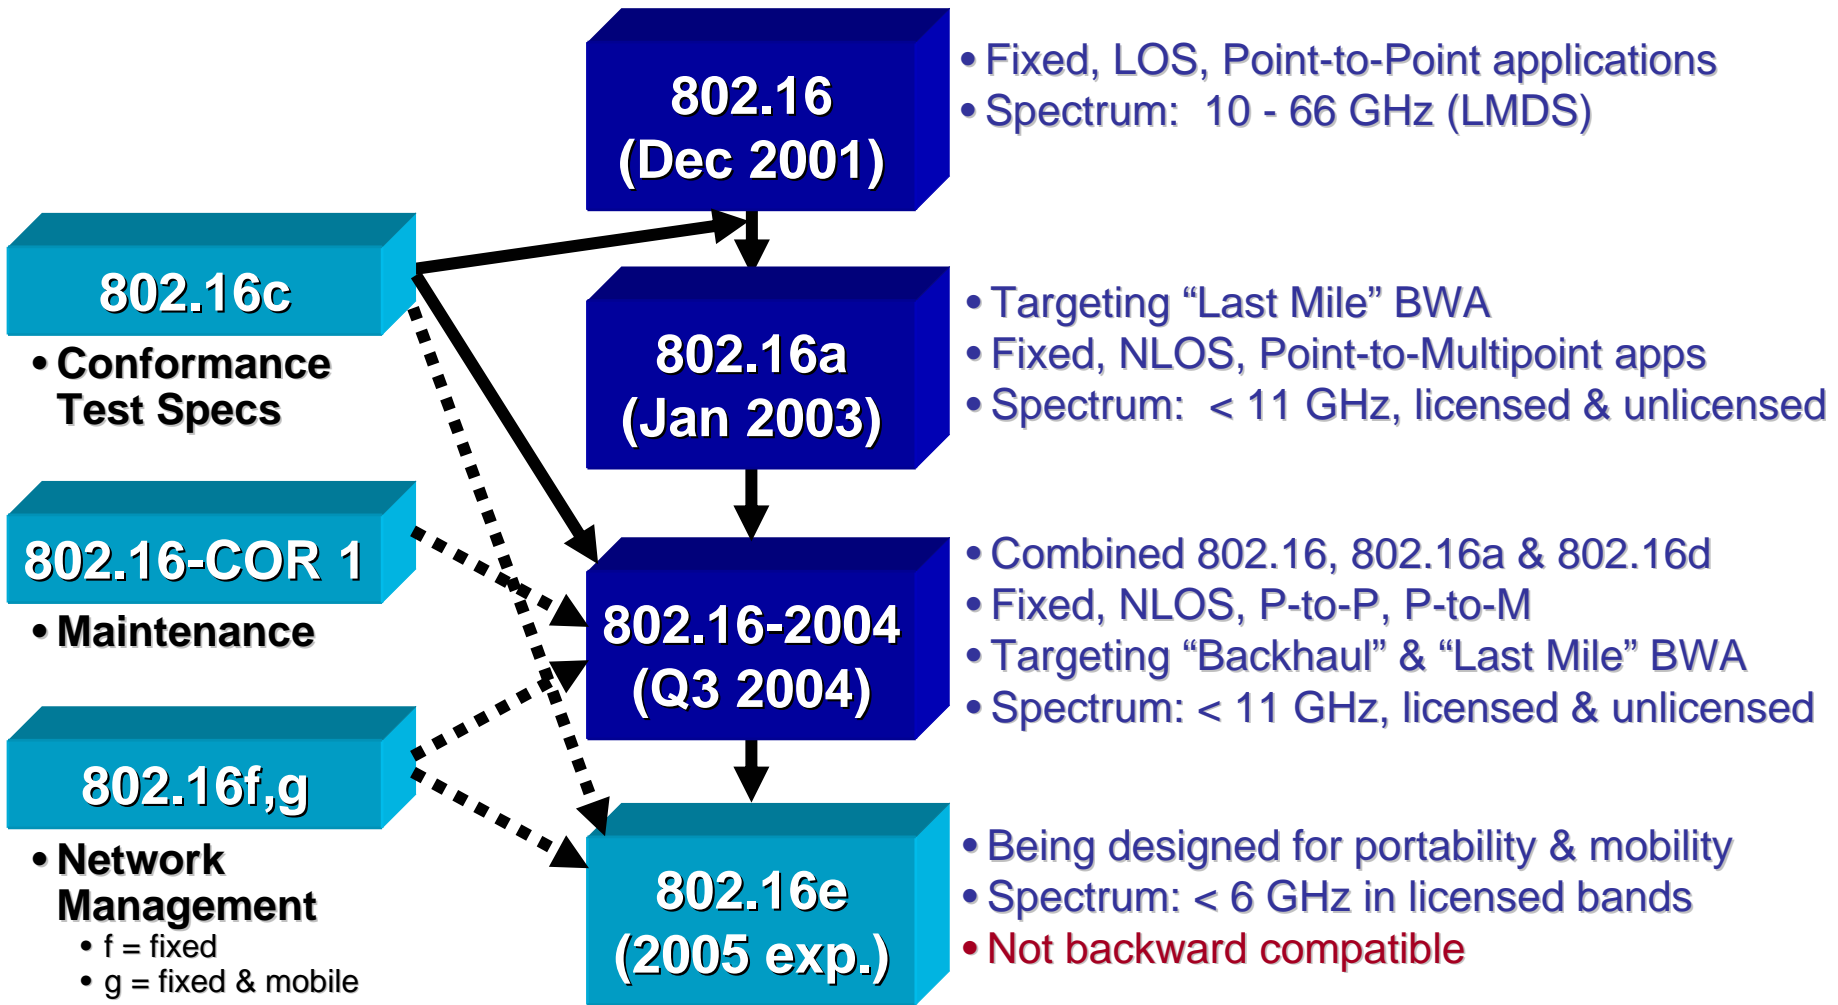 802.16
(Dec 2001)
• Fixed, LOS, Point-to-Point applications
• Spectrum: 10 - 66 GHz (LMDS)
802.16c
• Conformance
Test Specs
802.16a
(Jan 2003)
• Targeting “Last Mile” BWA
• Fixed, NLOS, Point-to-Multipoint apps
• Spectrum: < 11 GHz, licensed & unlicensed
802.16-COR 1
• Maintenance
802.16-2004
(Q3 2004)
• Combined 802.16, 802.16a & 802.16d
• Fixed, NLOS, P-to-P, P-to-M
• Targeting “Backhaul” & “Last Mile” BWA
• Spectrum: < 11 GHz, licensed & unlicensed
802.16f,g
• Network
Management
• f = fixed
• g = fixed & mobile
802.16e
(2005 exp.)
• Being designed for portability & mobility
• Spectrum: < 6 GHz in licensed bands
• Not backward compatible